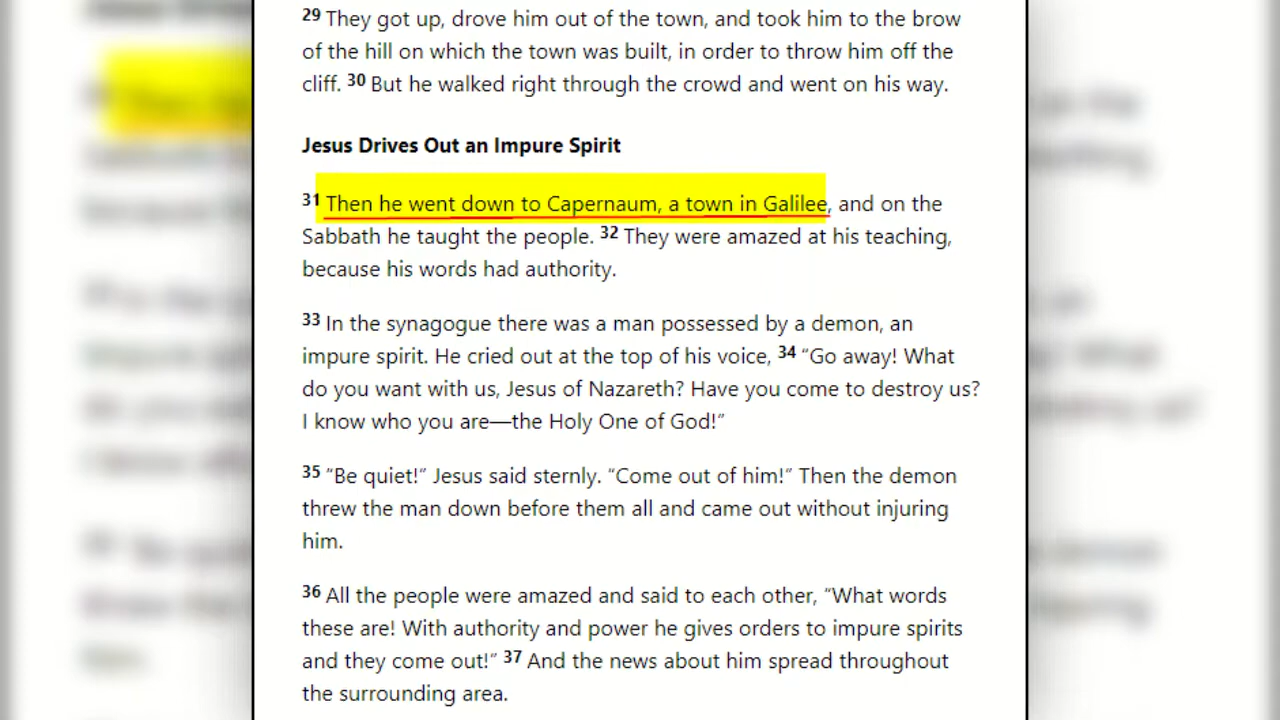 29 They got up, drove him out of the town, and took him to the brow
of the hill on which the town was built, in order to throw him off the
cliff. 30 But he walked right through the crowd and went on his way.
Jesus Drives Out an Impure Spirit
31 Then he went down to Capernaum, a town in Galilee, and on the
Sabbath he taught the people. 32 They were amazed at his teaching,
because his words had authority.
33 In the synagogue there was a man possessed by a demon, an
impure spirit. He cried out at the top of his voice, 34 “Go away! What
do you want with us, Jesus of Nazareth? Have you come to destroy us?
I know who you are—the Holy One of God!”
35 “Be quiet!” Jesus said sternly. “Come out of him!” Then the demon
threw the man down before them all and came out without injuring
him.
36 All the people were amazed and said to each other, “What words
these are! With authority and power he gives orders to impure spirits
and they come out!” 37 And the news about him spread throughout
the surrounding area.